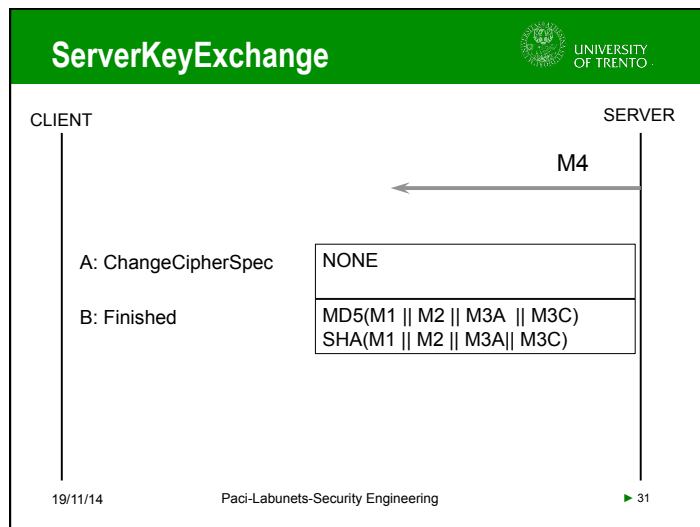 ServerKeyExchange
UNIVERSITY
OF TRENTO
CLIENT
SERVER
M4
A: ChangeCipherSpec
NONE
B: Finished
MD5(M1 || M2 || M3A || M3C)
SHA(M1 || M2 || M3A|| M3C)
19/11/14
Paci-Labunets-Security Engineering
► 31